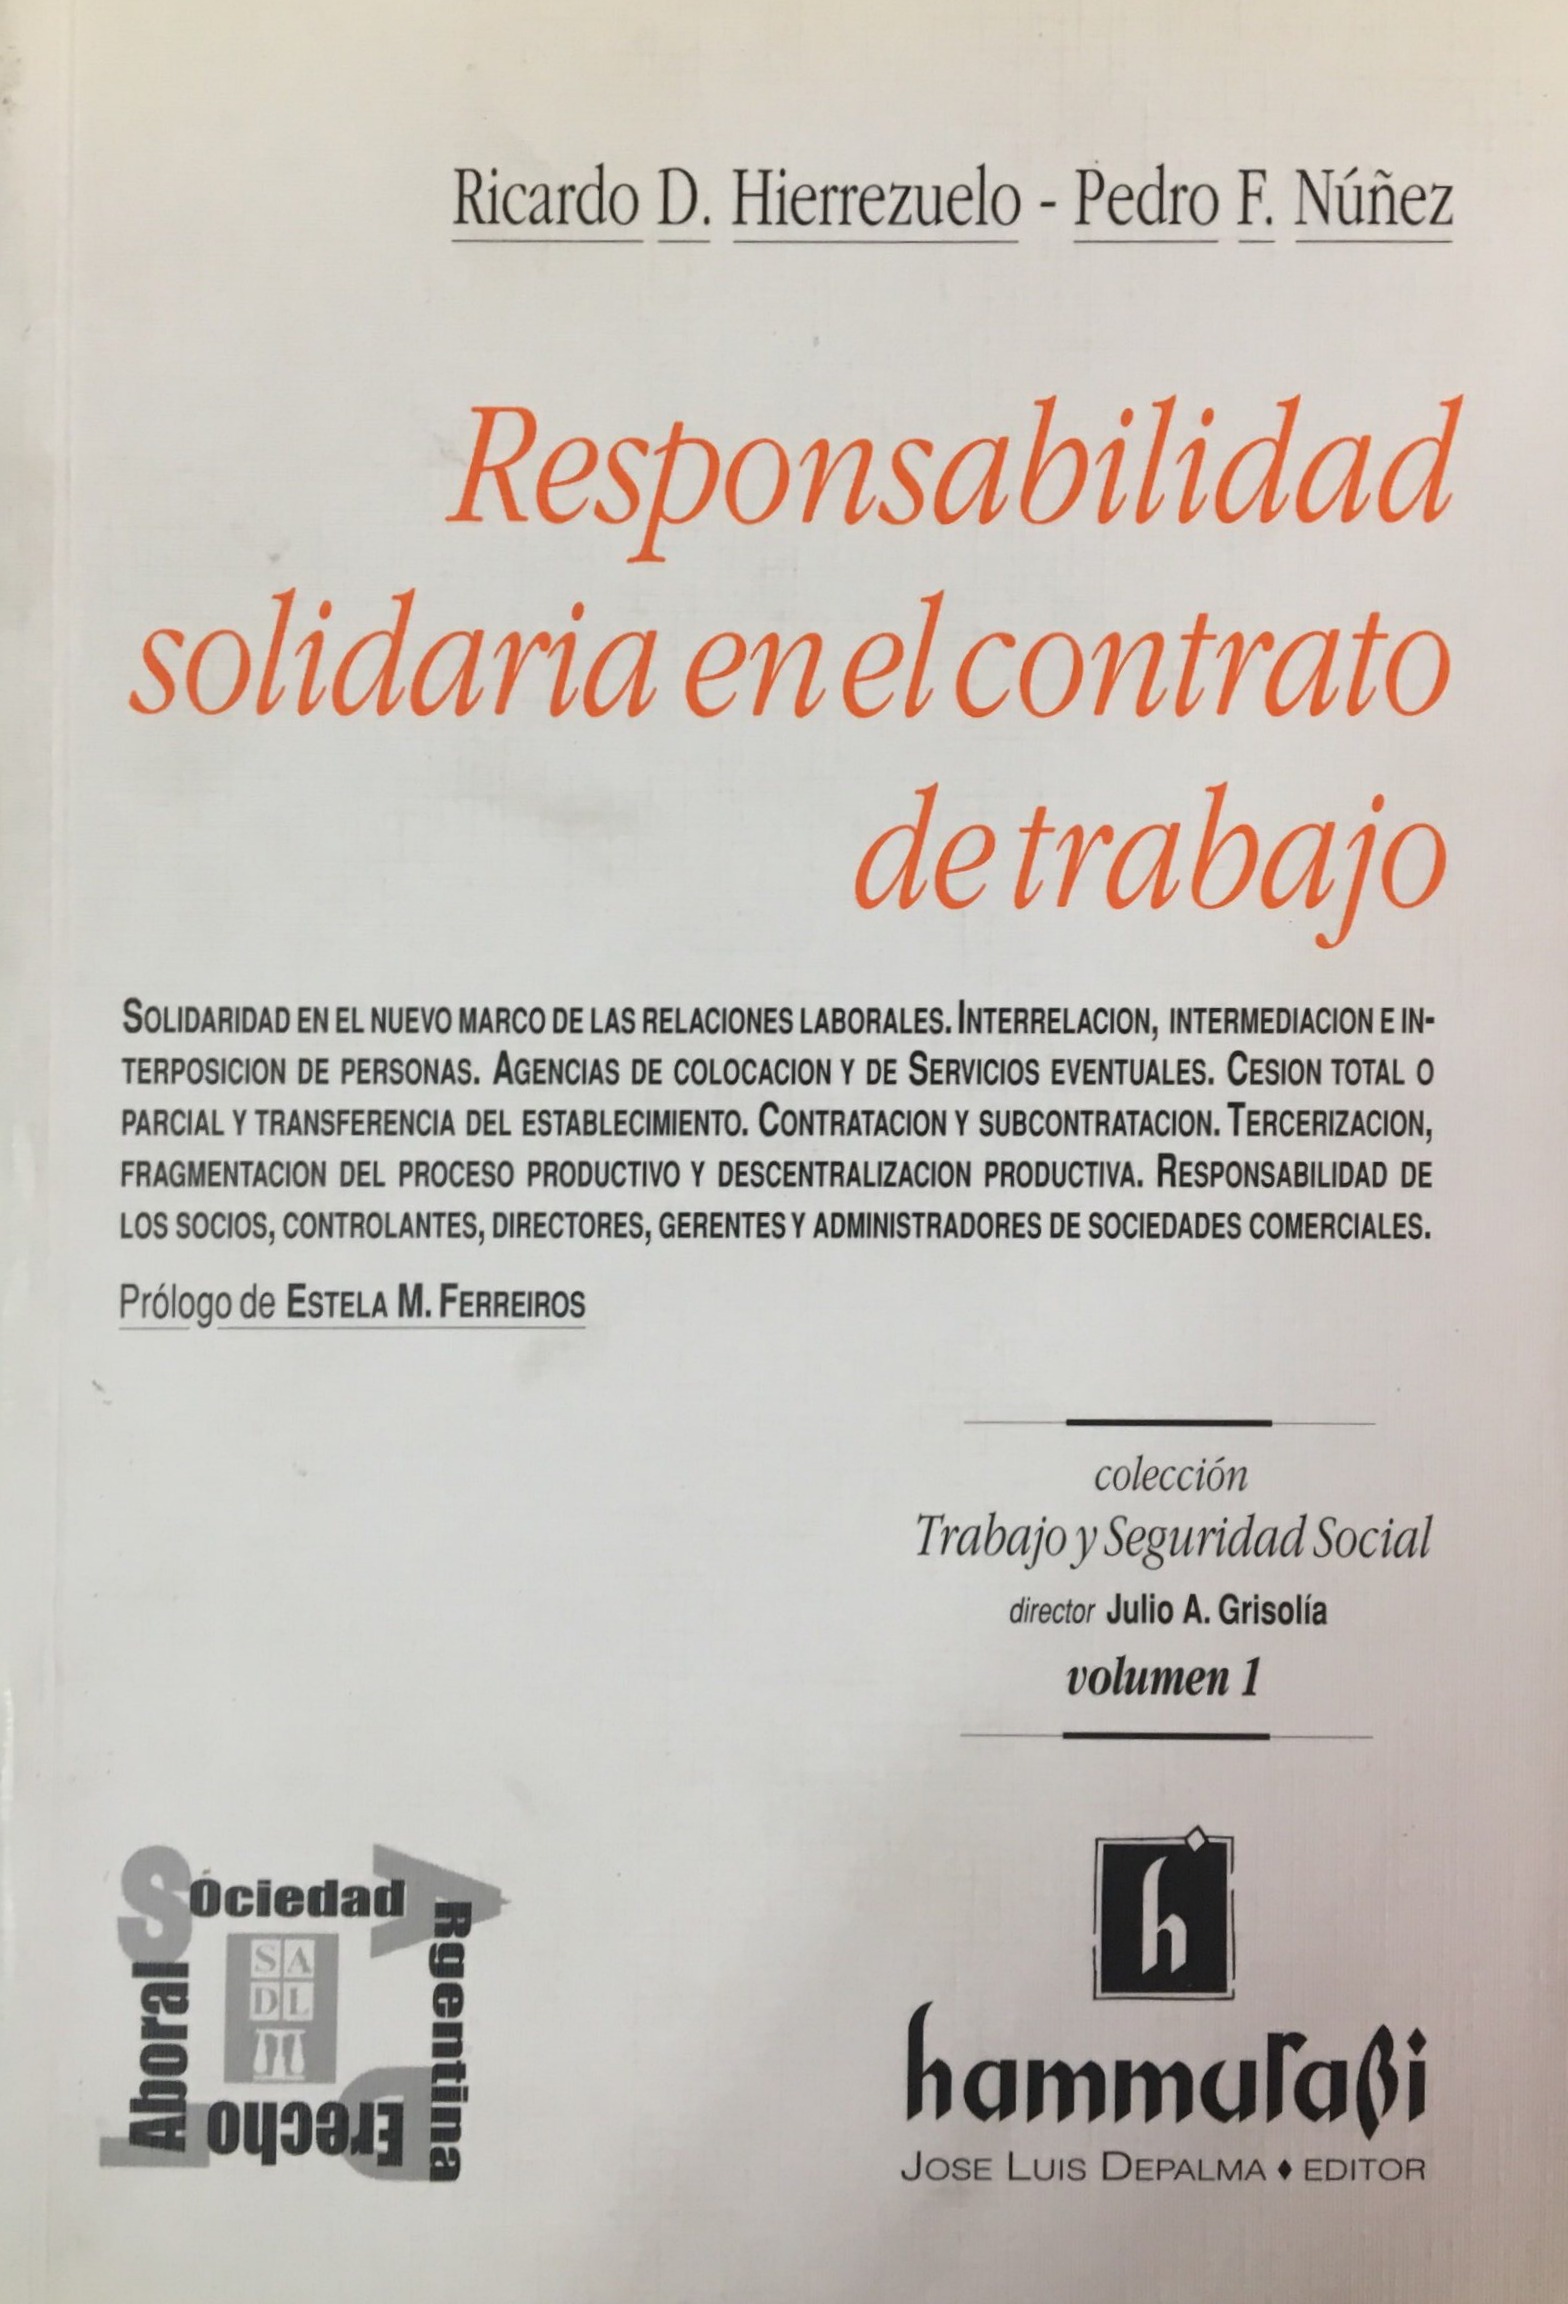 Ricardo D. Hierrezuelo - Pedro F. Núñez
Responsabilidad
solidaria en el contrato
de trabajo
SOLIDARIDAD EN EL NUEVO MARCO DE LAS RELACIONES LABORALES. INTERRELACION, INTERMEDIACION E IN-
TERPOSICION DE PERSONAS. AGENCIAS DE COLOCACION Y DE SERVICIOS EVENTUALES. CESION TOTAL O
PARCIAL Y TRANSFERENCIA DEL ESTABLECIMIENTO. CONTRATACION Y SUBCONTRATACION. TERCERIZACION,
FRAGMENTACION DEL PROCESO PRODUCTIVO Y DESCENTRALIZACION PRODUCTIVA. RESPONSABILIDAD DE
LOS SOCIOS, CONTROLANTES, DIRECTORES, GERENTES Y ADMINISTRADORES DE SOCIEDADES COMERCIALES.
Prólogo de ESTELA M. FERREIROS
colección
Trabajo y Seguridad Social
director Julio A. Grisolía
volumen 1
Sociedad
Argentina
Derecho
Laboral
SA
DL
h
hammuraβi
JOSE LUIS DEPALMA ♦ EDITOR